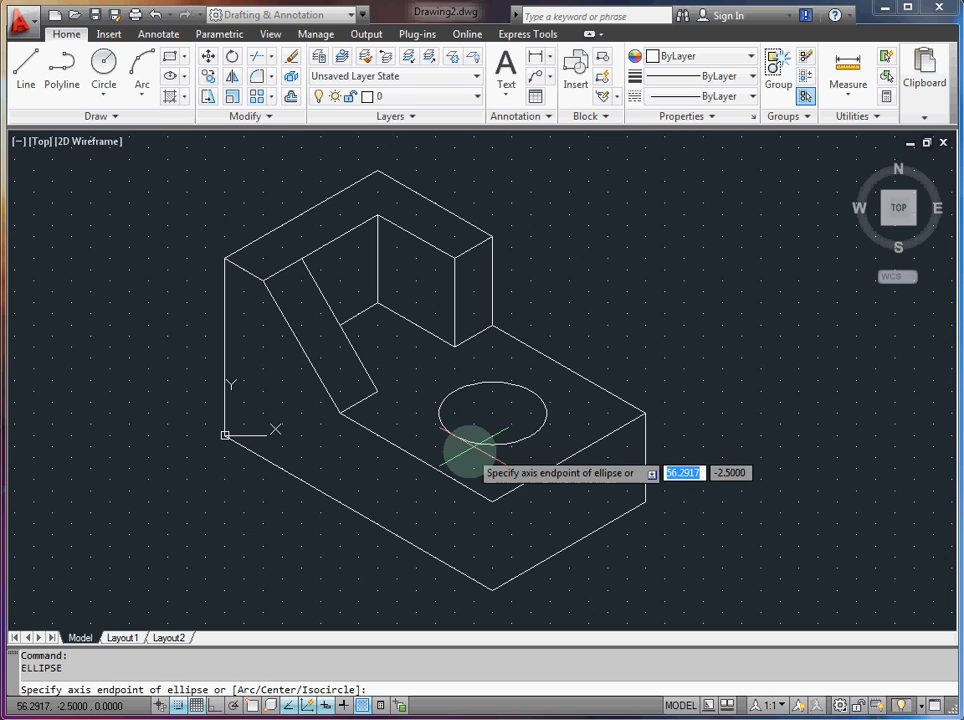 Drafting & Annotation
Drawing2.dwg
Type a keyword or phrase
Sign In
Home Insert Annotate Parametric View Manage Output Plug-ins Online Express Tools
Line Polyline Circle Arc
Unsaved Layer State
0
Text
Insert
ByLayer
ByLayer
ByLayer
Group
Measure
Clipboard
Draw Modify Layers Annotation Block Properties Groups Utilities
[−] [Top] [2D Wireframe]
N
W TOP E
S
WCS
Y
X
Specify axis endpoint of ellipse or 56.2917 -2.5000
Model Layout1 Layout2
Command:
ELLIPSE
Specify axis endpoint of ellipse or [Arc/Center/Isocircle]:
56.2917, -2.5000 , 0.0000
MODEL
1:1